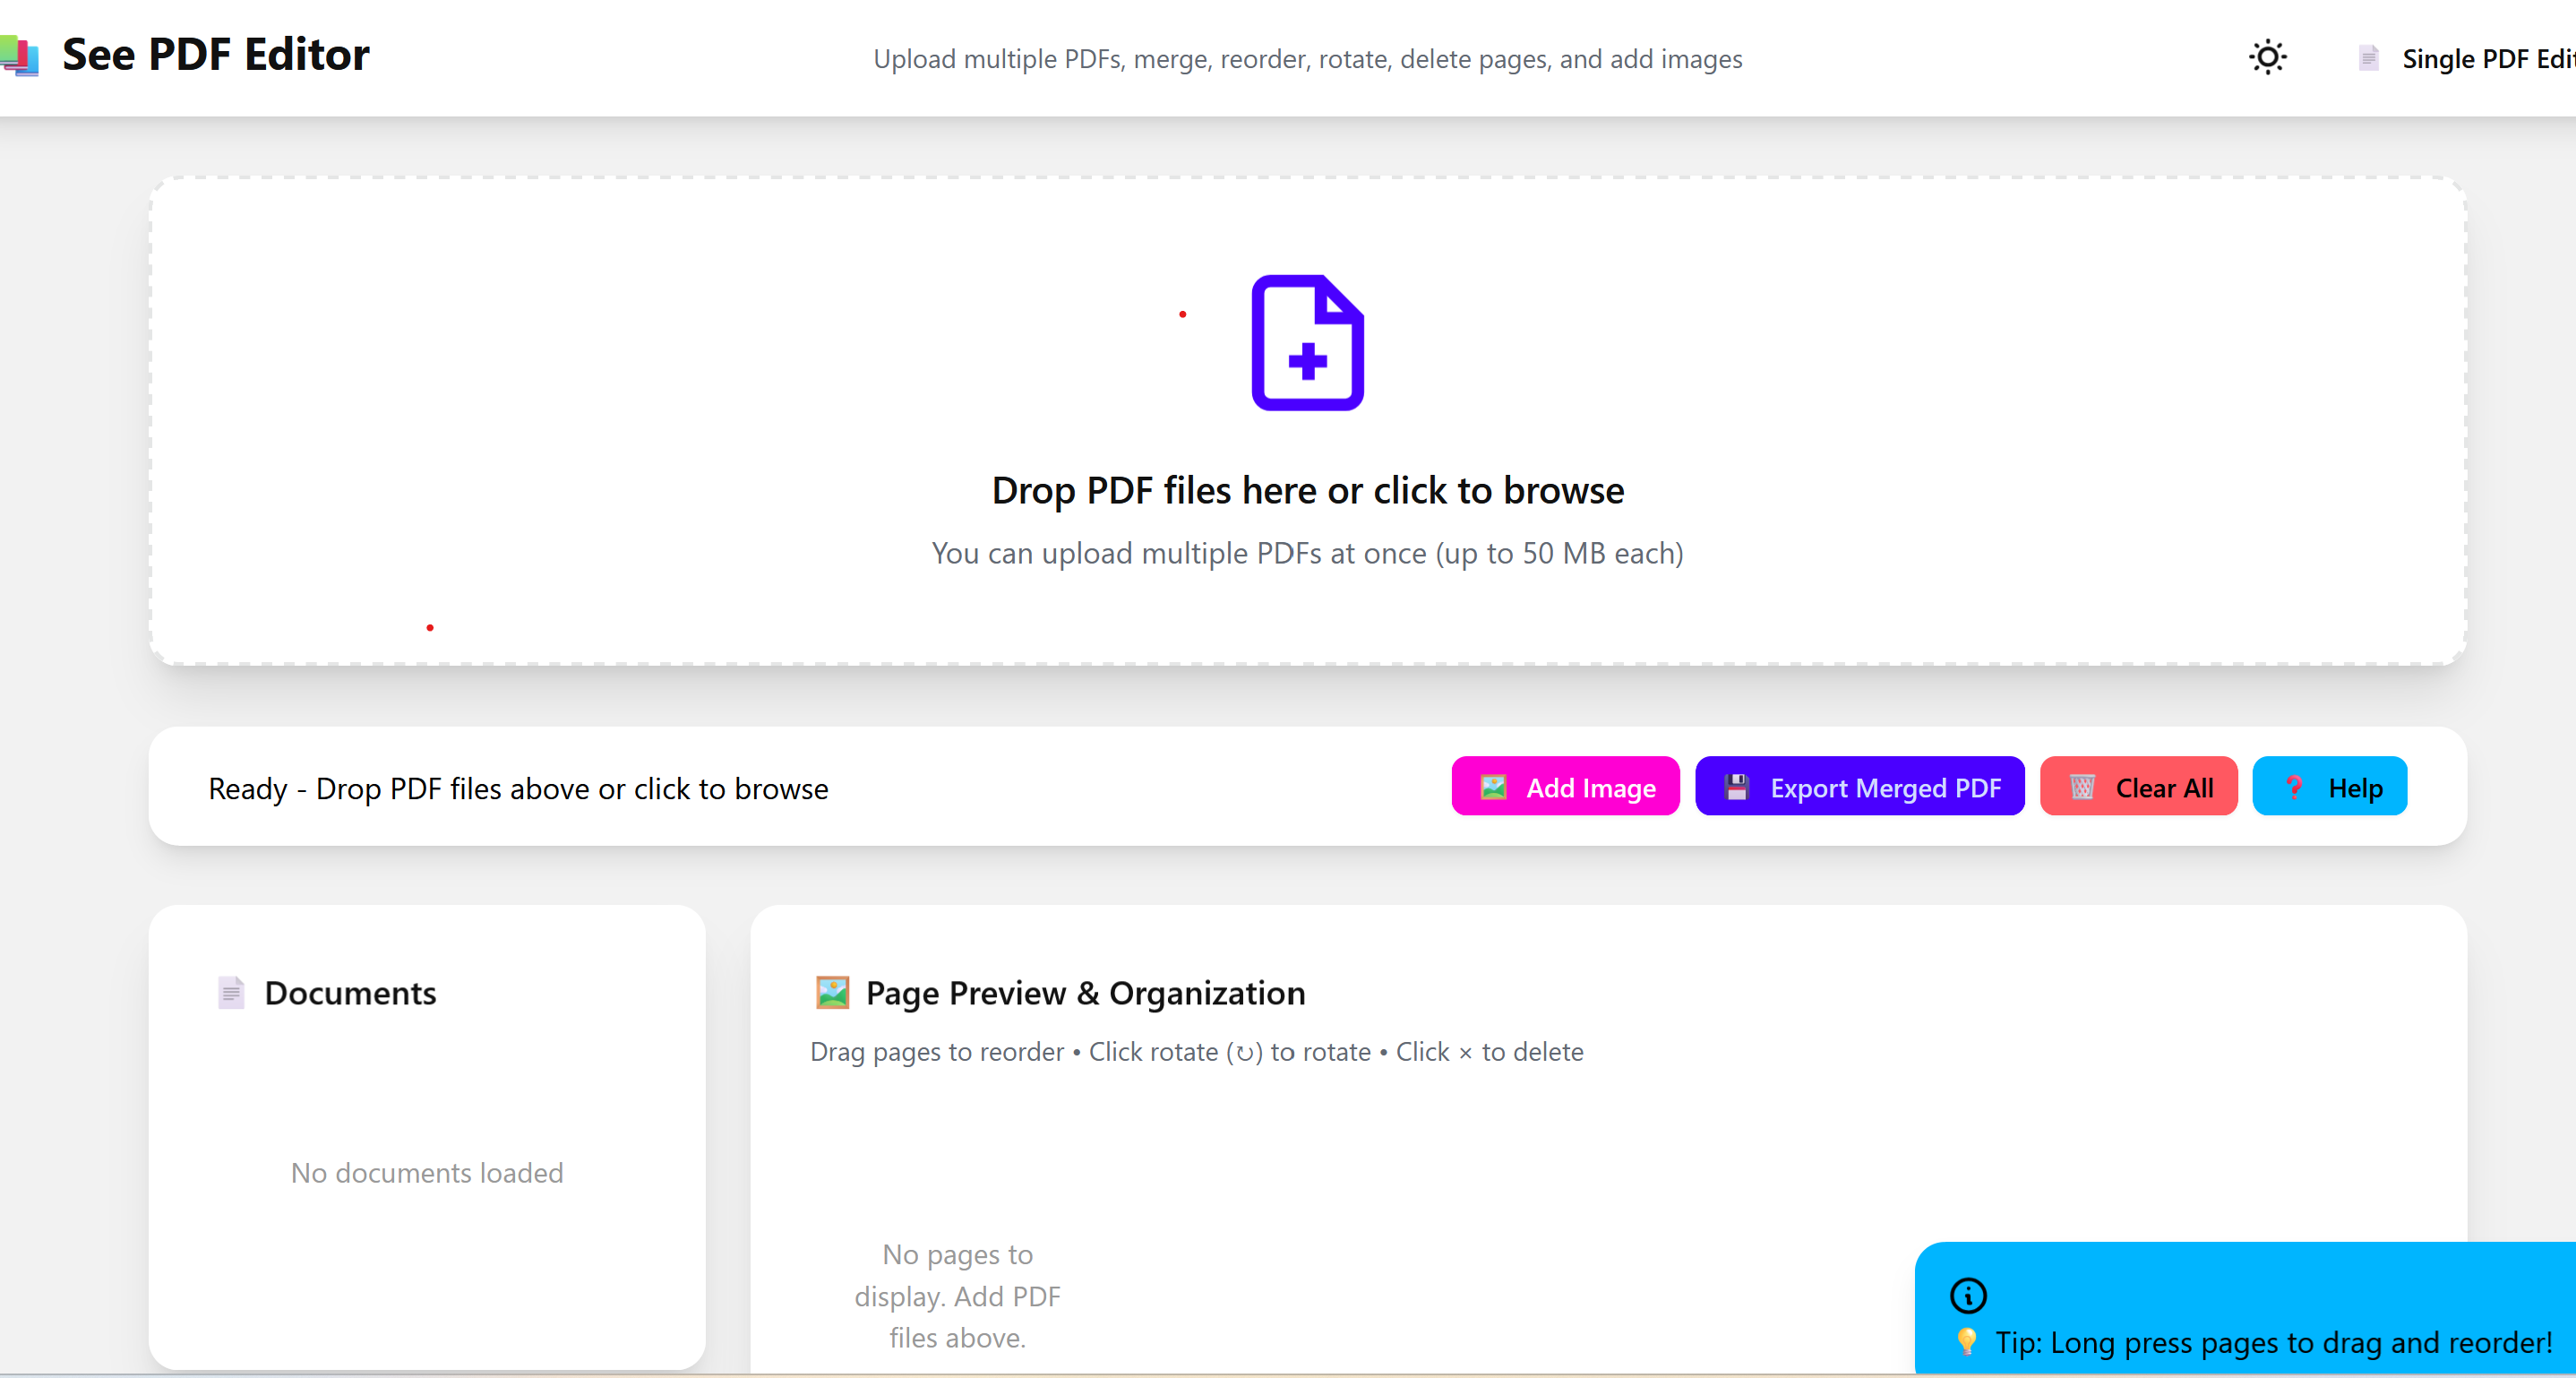 See PDF Editor
Upload multiple PDFs, merge, reorder, rotate, delete pages, and add images
Single PDF Edit
Drop PDF files here or click to browse
You can upload multiple PDFs at once (up to 50 MB each)
Ready - Drop PDF files above or click to browse
Add Image
Export Merged PDF
Clear All
Help
Documents
No documents loaded
Page Preview & Organization
Drag pages to reorder • Click rotate (↻) to rotate • Click × to delete
No pages to
display. Add PDF
files above.
💡 Tip: Long press pages to drag and reorder!